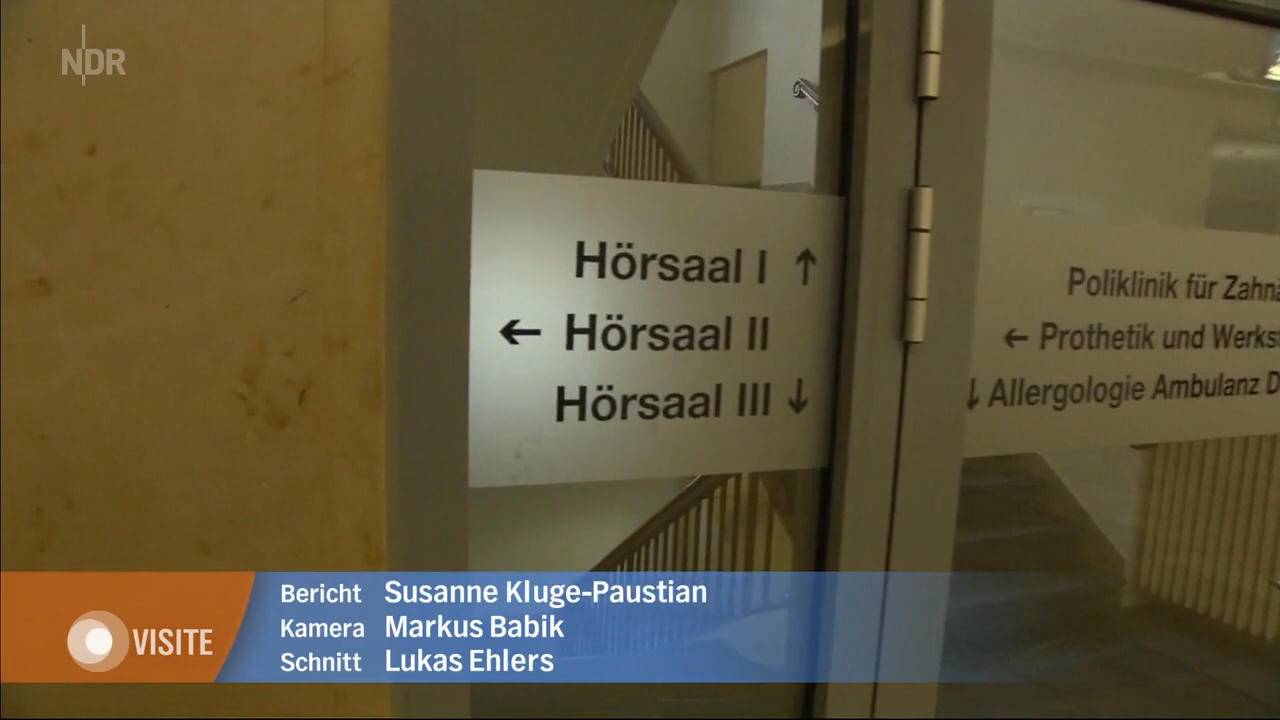 NDR
Hörsaal I ↑
← Hörsaal II
Hörsaal III ↓
Poliklinik für
← Prothetik und
↓ Allergologie Ambulanz
Bericht Susanne Kluge-Paustian
Kamera Markus Babik
Schnitt Lukas Ehlers
VISITE